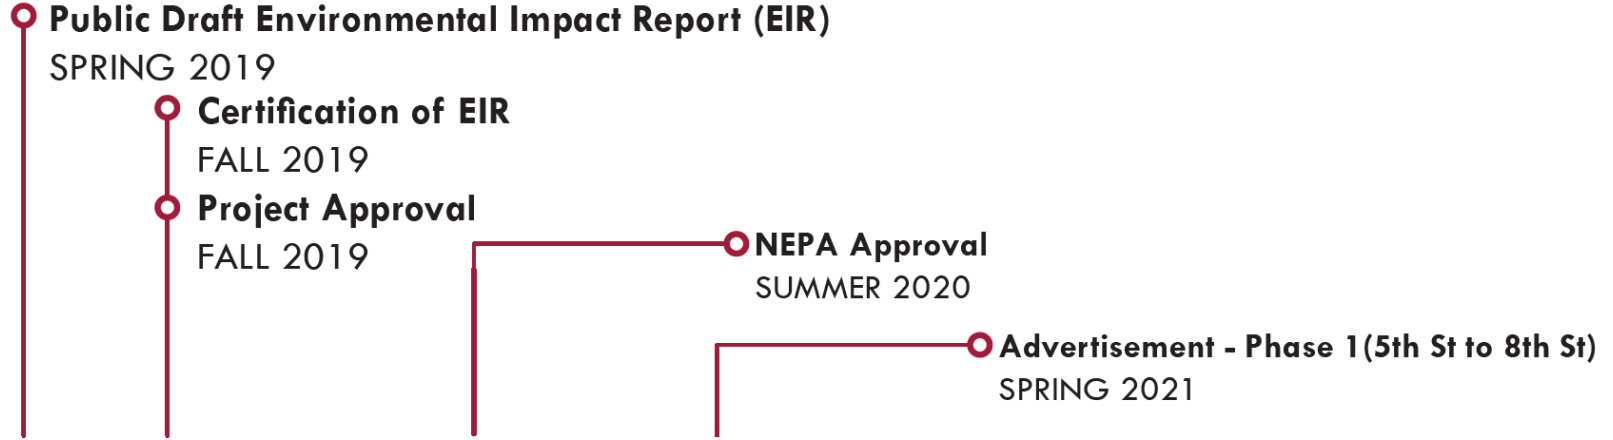 Public Draft Environmental Impact Report (EIR)
SPRING 2019
Certification of EIR
FALL 2019
Project Approval
FALL 2019
NEPA Approval
SUMMER 2020
Advertisement - Phase 1(5th St to 8th St)
SPRING 2021